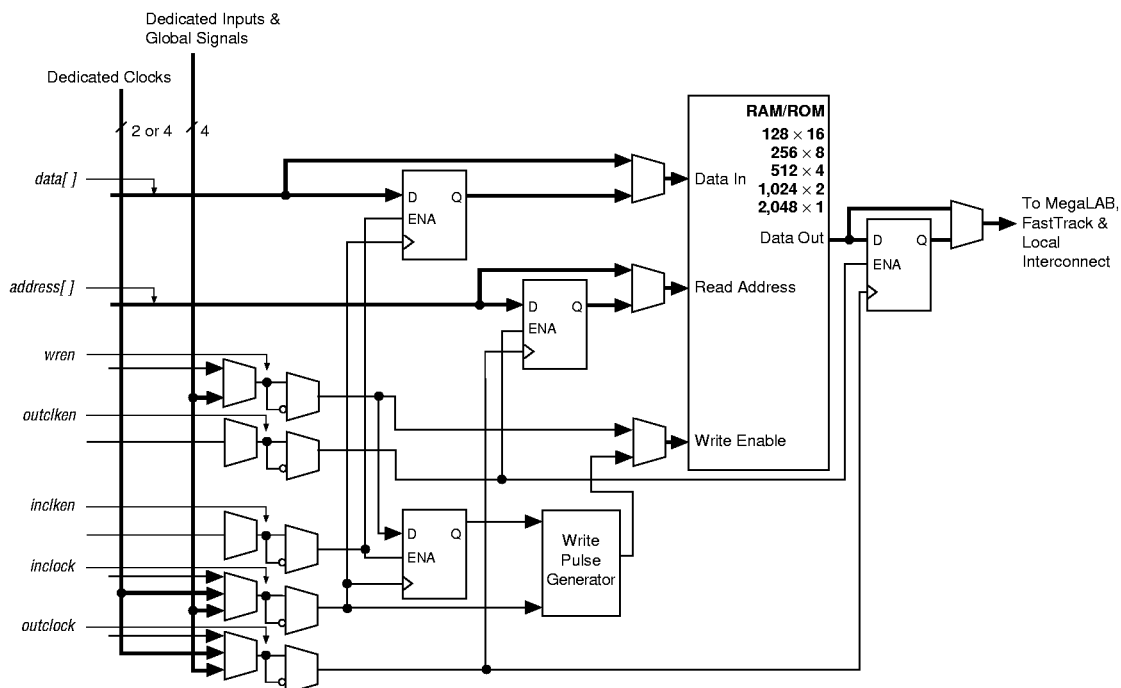 Dedicated Inputs &
Global Signals
Dedicated Clocks
2 or 4
4
RAM/ROM
128 × 16
256 × 8
512 × 4
1,024 × 2
2,048 × 1
data[ ]
D
Q
ENA
Data In
Data Out
D
Q
ENA
To MegaLAB,
FastTrack &
Local
Interconnect
address[ ]
D
Q
ENA
Read Address
wren
outclken
Write Enable
inclken
D
Q
ENA
Write
Pulse
Generator
inclock
outclock